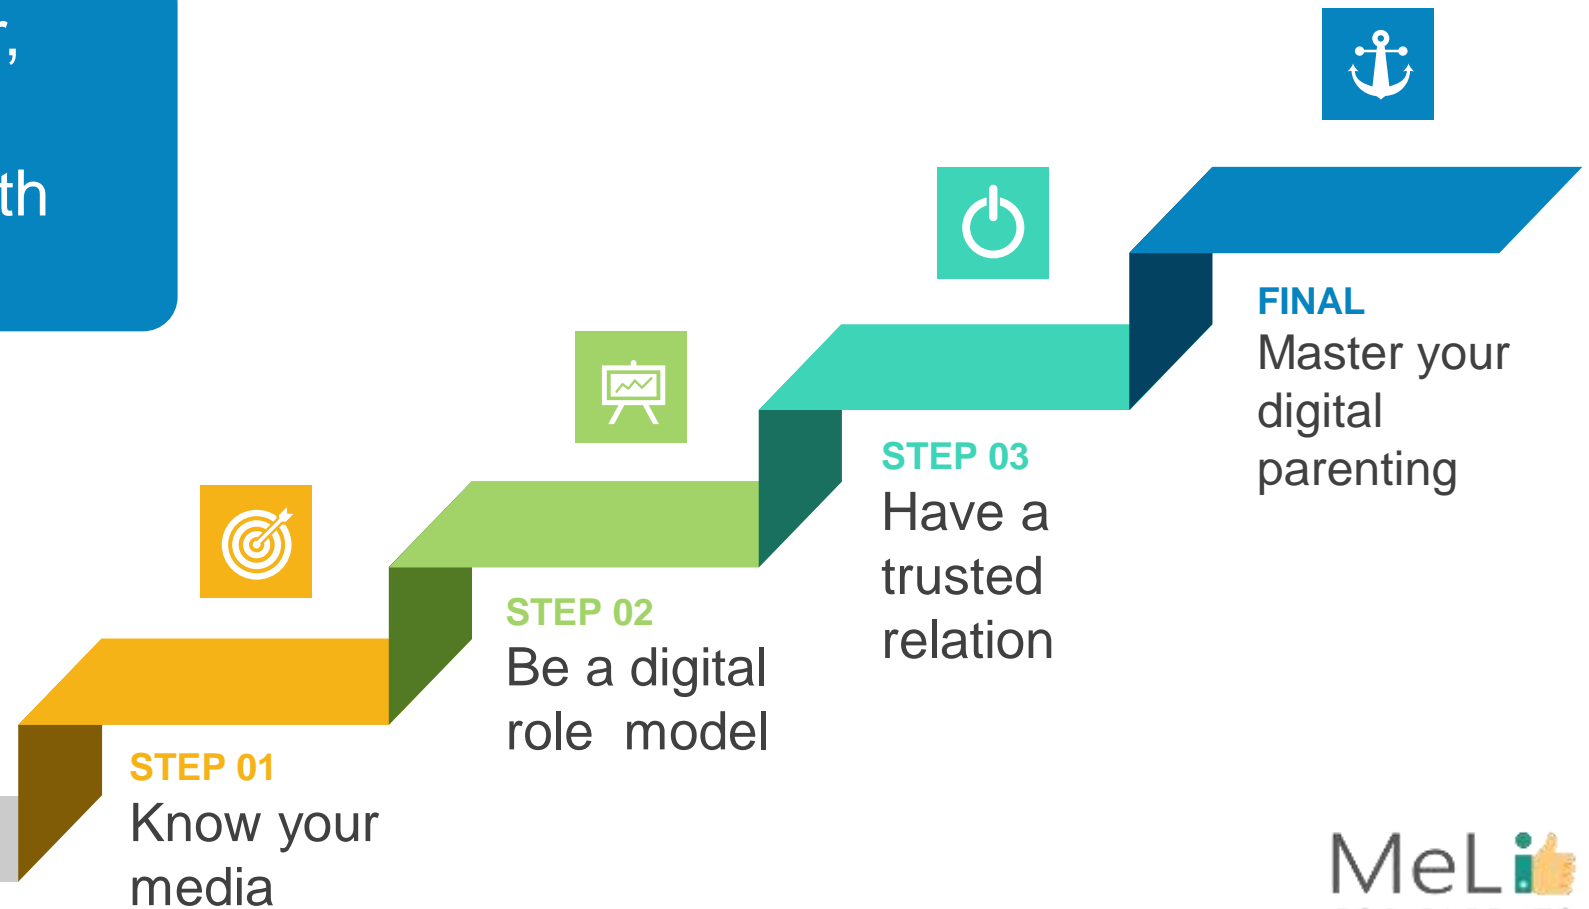 r,
th
FINAL
Master your
digital
parenting
STEP 03
Have a
trusted
relation
STEP 02
Be a digital
role model
STEP 01
Know your
media
MeLi